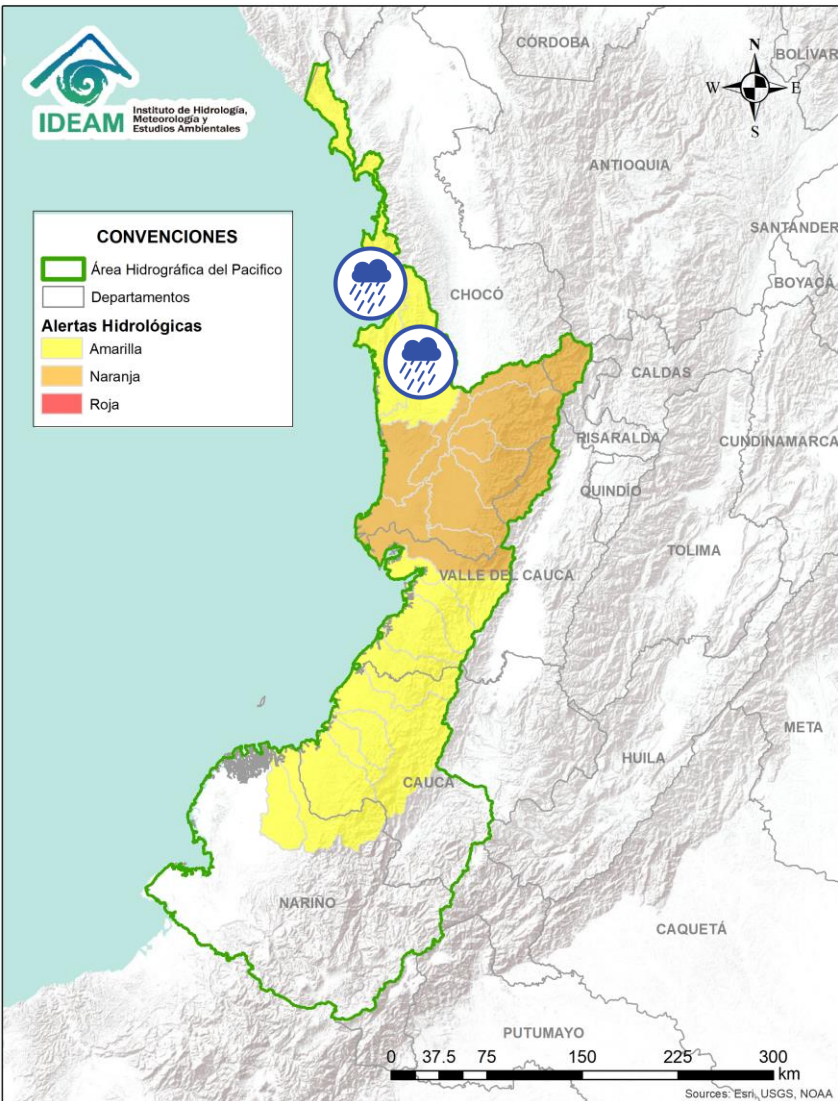 IDEAM
Instituto de Hidrología,
Meteorología y
Estudios Ambientales
N
W
E
S
CONVENCIONES
Área Hidrográfica del Pacifico
Departamentos
Alertas Hidrológicas
Amarilla
Naranja
Roja
CÓRDOBA
BOLÍVAR
ANTIOQUIA
SANTANDER
BOYACÁ
CHOCÓ
CALDAS
RISARALDA
CUNDINAMARCA
QUINDÍO
TOLIMA
VALLE DEL CAUCA
META
HUILA
CAUCA
NARIÑO
CAQUETÁ
PUTUMAYO
0 37.5 75 150 225 300
km
Sources: Esri, USGS, NOAA